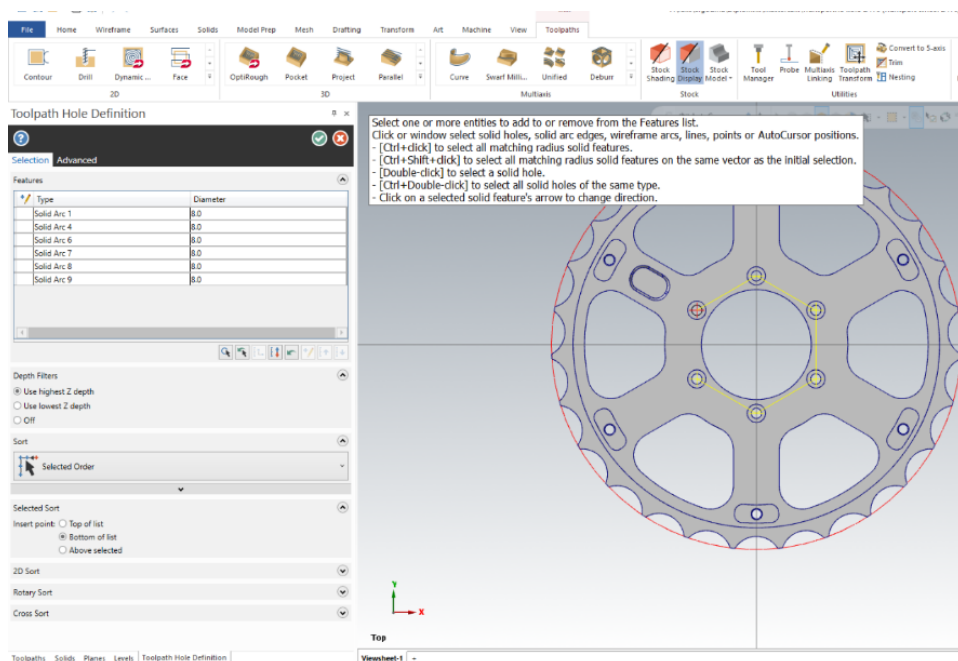 File Home Wireframe Surfaces Solids Model Prep Mesh Drafting Transform Art Machine View Toolpaths
Contour Drill Dynamic ... Face OptiRough Pocket Project Parallel Curve Swarf Milli... Unified Deburr Stock Shading Stock Display Stock Model Tool Manager Probe Multiaxis Linking Toolpath Transform
Convert to 5-axis
Trim
Nesting
2D 3D Multiaxis Stock Utilities
Toolpath Hole Definition
Selection Advanced
Features
Type Diameter
Solid Arc 1 8.0
Solid Arc 4 8.0
Solid Arc 6 8.0
Solid Arc 7 8.0
Solid Arc 8 8.0
Solid Arc 9 8.0
Depth Filters
Use highest Z depth
Use lowest Z depth
Off
Sort
Selected Order
Selected Sort
Insert point: Top of list
Bottom of list
Above selected
2D Sort
Rotary Sort
Cross Sort
Toolpaths Solids Planes Levels Toolpath Hole Definition
Select one or more entities to add to or remove from the Features list.
Click or window select solid holes, solid arc edges, wireframe arcs, lines, points or AutoCursor positions.
- [Ctrl+click] to select all matching radius solid features.
- [Ctrl+Shift+click] to select all matching radius solid features on the same vector as the initial selection.
- [Double-click] to select a solid hole.
- [Ctrl+Double-click] to select all solid holes of the same type.
- Click on a selected solid feature's arrow to change direction.
Y
X
Top
Viewsheet-1 +